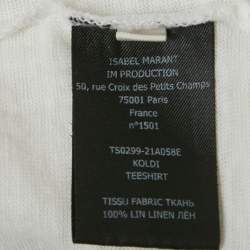 ISABEL MARANT
IM PRODUCTION
50, rue Croix des Petits Champs
75001 Paris
France
n°1501
TS0299-21A058E
KOLDI
TEESHIRT
TISSU FABRIC ТКАНЬ
100% LIN LINEN ЛЁН